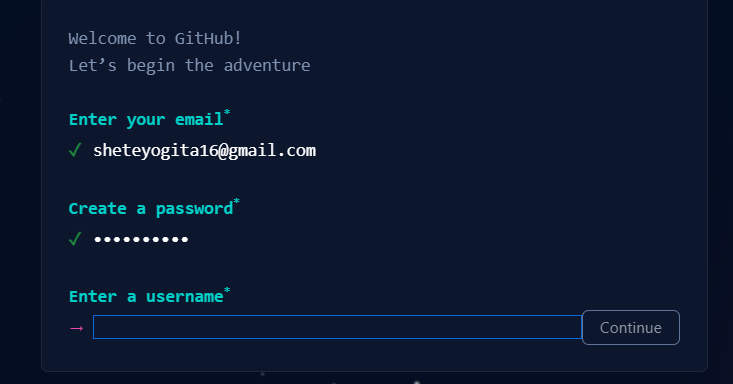 Welcome to GitHub!
Let’s begin the adventure
Enter your email*
✓ sheteyogita16@gmail.com
Create a password*
✓ ••••••••••
Enter a username*
→ Continue